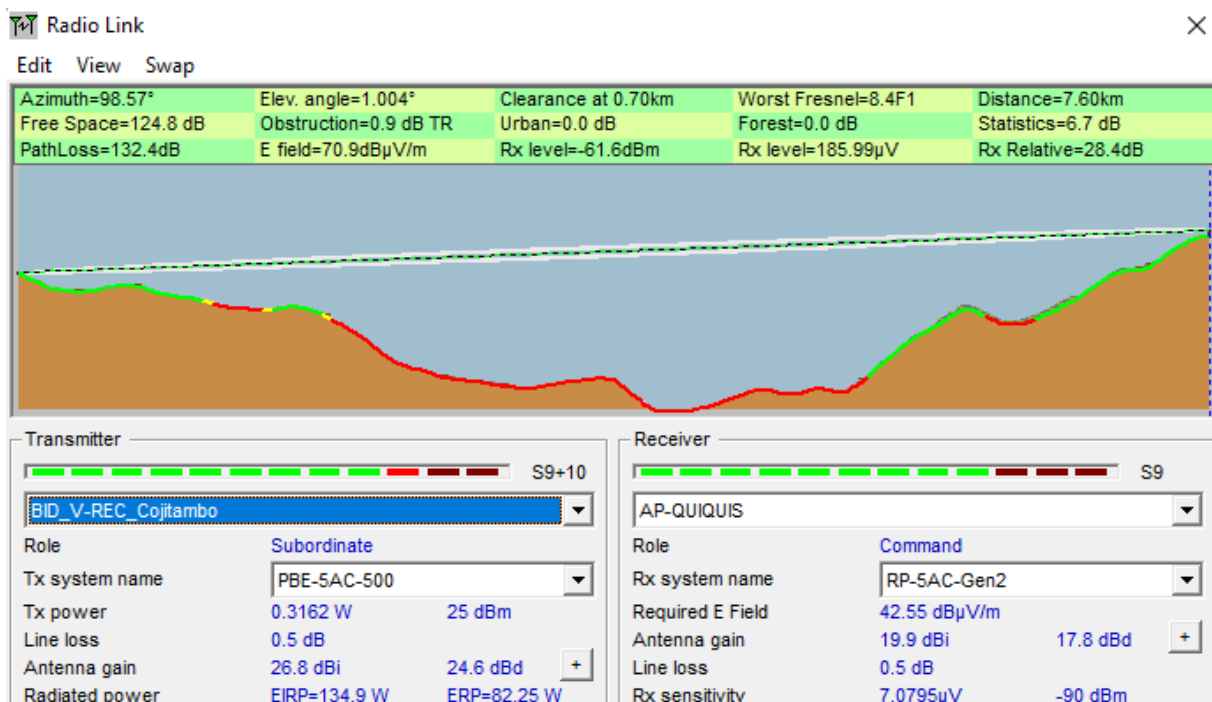 Radio Link
Edit View Swap
Azimuth=98.57° Elev. angle=1.004° Clearance at 0.70km Worst Fresnel=8.4F1 Distance=7.60km
Free Space=124.8 dB Obstruction=0.9 dB TR Urban=0.0 dB Forest=0.0 dB Statistics=6.7 dB
PathLoss=132.4dB E field=70.9dBµV/m Rx level=-61.6dBm Rx level=185.99µV Rx Relative=28.4dB
Transmitter
S9+10
BID_V-REC_Cojitambo
Role Subordinate
Tx system name PBE-5AC-500
Tx power 0.3162 W 25 dBm
Line loss 0.5 dB
Antenna gain 26.8 dBi 24.6 dBd +
Radiated power EIRP=134.9 W ERP=82.25 W
Receiver
S9
AP-QUIQUIS
Role Command
Rx system name RP-5AC-Gen2
Required E Field 42.55 dBµV/m
Antenna gain 19.9 dBi 17.8 dBd +
Line loss 0.5 dB
Rx sensitivity 7.0795µV -90 dBm